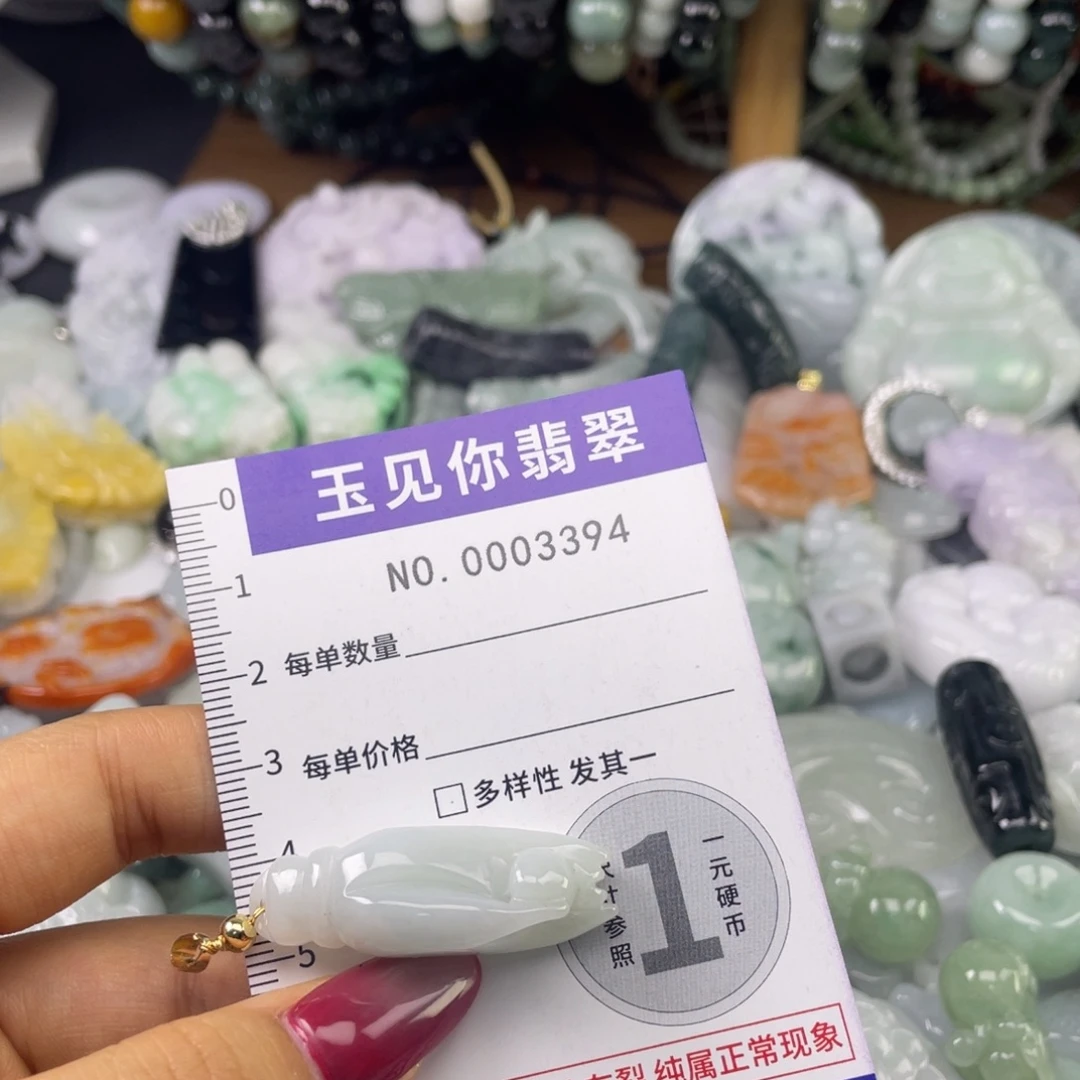 玉见你翡翠
NO. 0003394
0
1
2
3
4
5
每单数量
每单价格
多样性 发其一
1
一元硬币
参照
裂 纯属正常现象